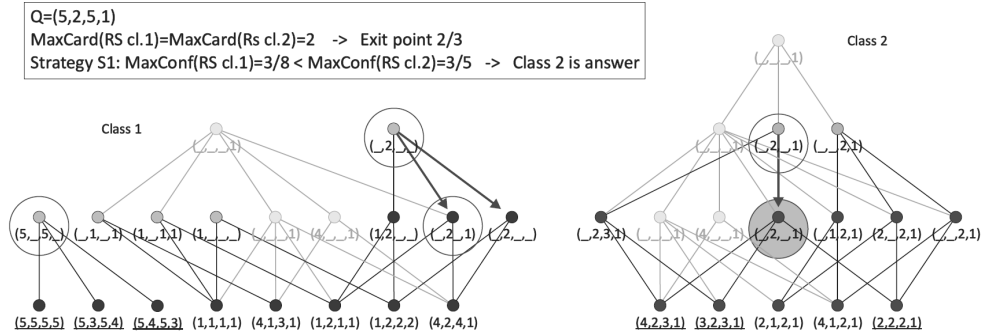 Q=(5,2,5,1)
MaxCard(RS cl.1)=MaxCard(Rs cl.2)=2 -> Exit point 2/3
Strategy S1: MaxConf(RS cl.1)=3/8 < MaxConf(RS cl.2)=3/5 -> Class 2 is answer
Class 2
(_,_,_,1)
Class 1
(_,_,_,1) (_,2,_,_) (_,_,_,1) (_,2,_,1) (_,_,2,1)
(5,_,5,_) (_,1,_,1) (1,_,1,1) (1,_,_,_) (_,_,_,1) (4,_,_,1) (1,2,_,_) (_,2,_,1) (_,2,_,_) (_,2,3,1) (_,_,_,1) (4,_,_,1) (_,2,_,1) (_,1,2,1) (2,_,2,1) (_,_,2,1)
(5,5,5,5) (5,3,5,4) (5,4,5,3) (1,1,1,1) (4,1,3,1) (1,2,1,1) (1,2,2,2) (4,2,4,1) (4,2,3,1) (3,2,3,1) (2,1,2,1) (4,1,2,1) (2,2,2,1)